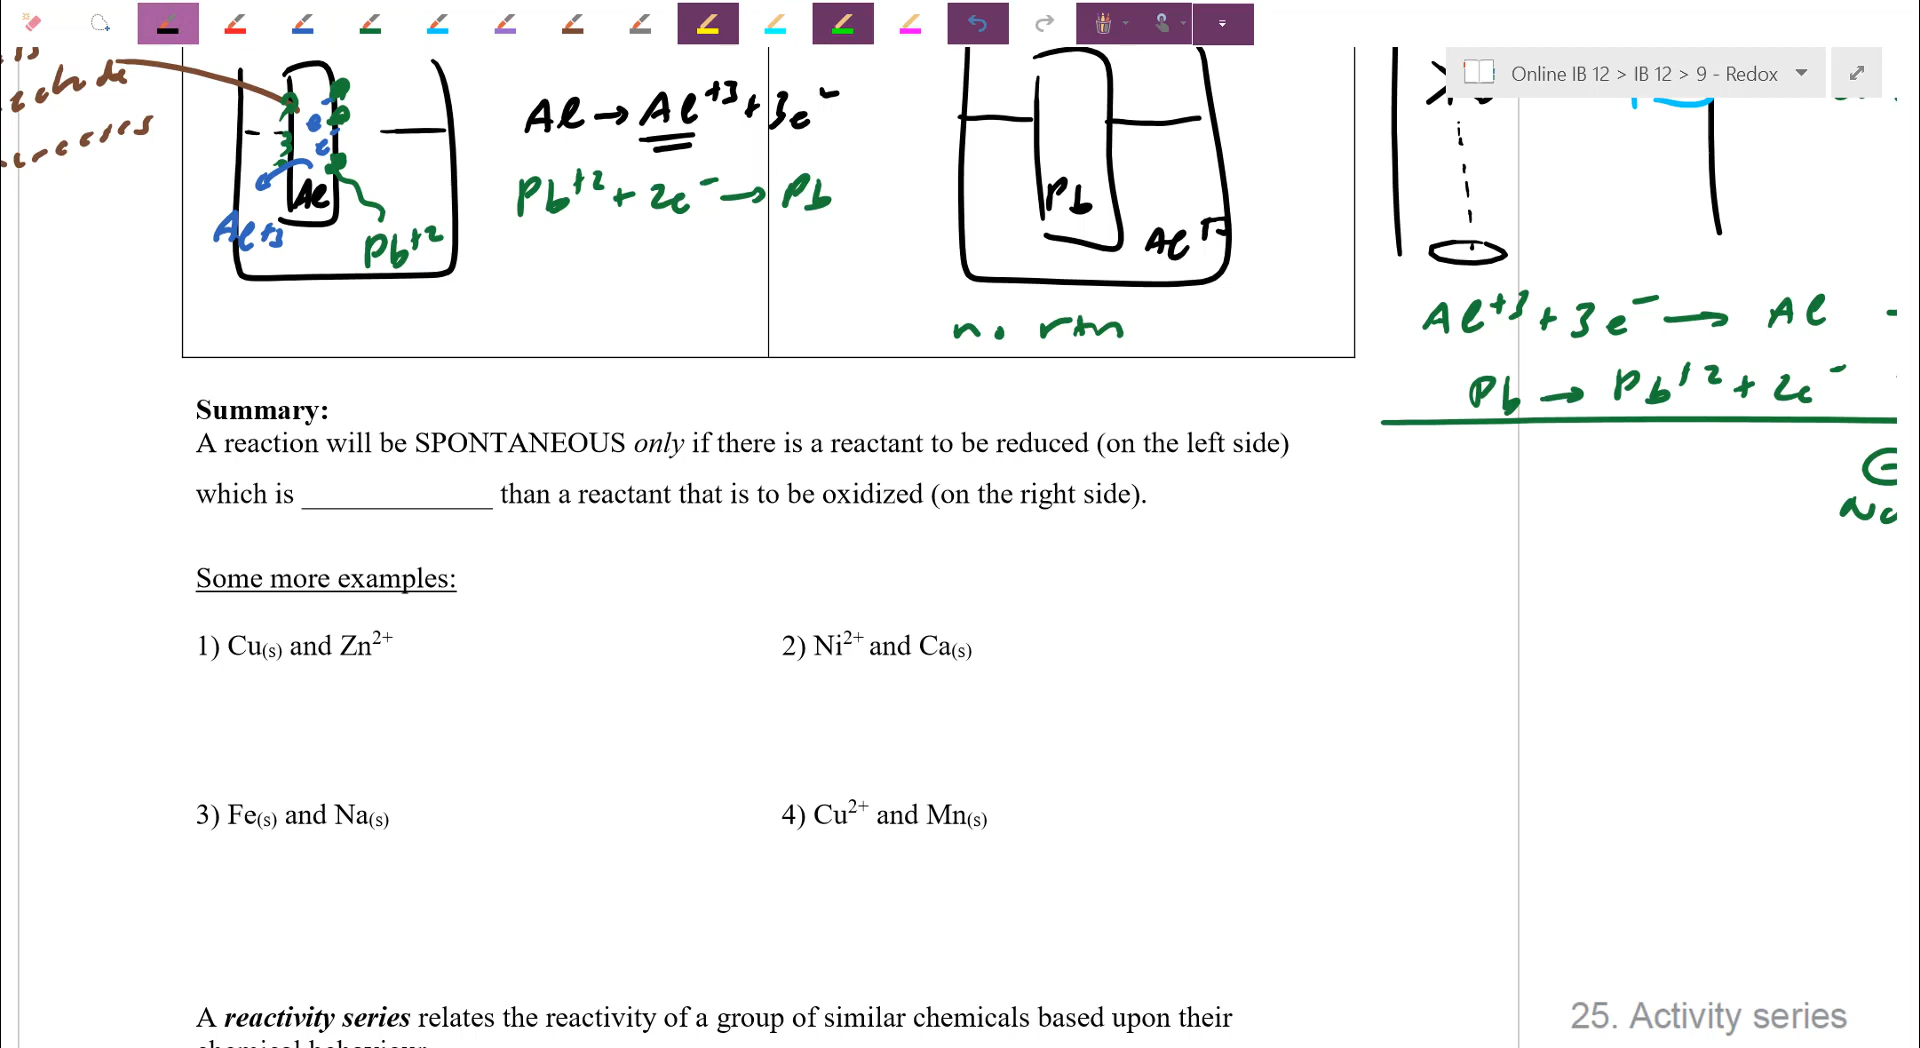 Online IB 12 > IB 12 > 9 - Redox
Al → Al+3 + 3e-
Pb+2 + 2e- → Pb
Al
Al+3
Pb+2
Pb
no rxn
Al+3 + 3e- → Al
Pb → Pb+2 + 2e-
Summary:
A reaction will be SPONTANEOUS only if there is a reactant to be reduced (on the left side)
which is _____________ than a reactant that is to be oxidized (on the right side).
Some more examples:
1) Cu(s) and Zn2+
2) Ni2+ and Ca(s)
3) Fe(s) and Na(s)
4) Cu2+ and Mn(s)
A reactivity series relates the reactivity of a group of similar chemicals based upon their
25. Activity series